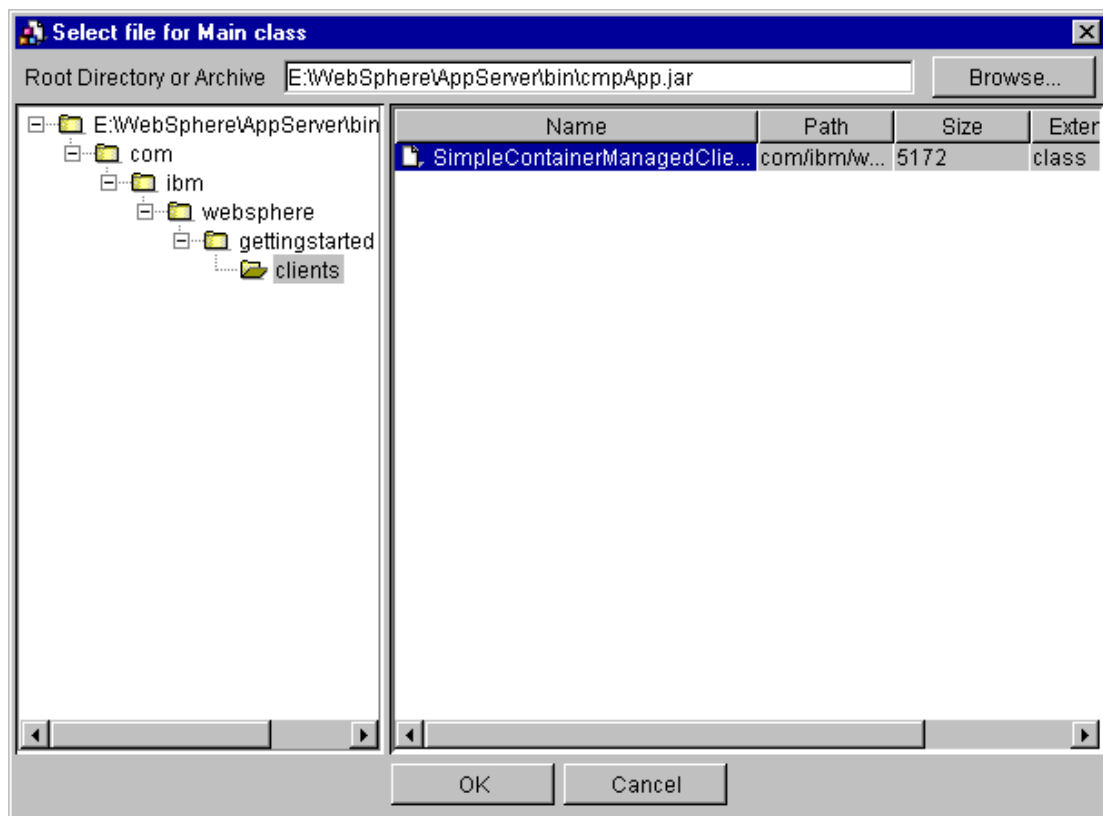 Select file for Main class
Root Directory or Archive E:\WebSphere\AppServer\bin\cmpApp.jar Browse...
E:\WebSphere\AppServer\bin
com
ibm
websphere
gettingstarted
clients
Name Path Size Exter
SimpleContainerManagedClie... com/ibm/w... 5172 class
OK Cancel